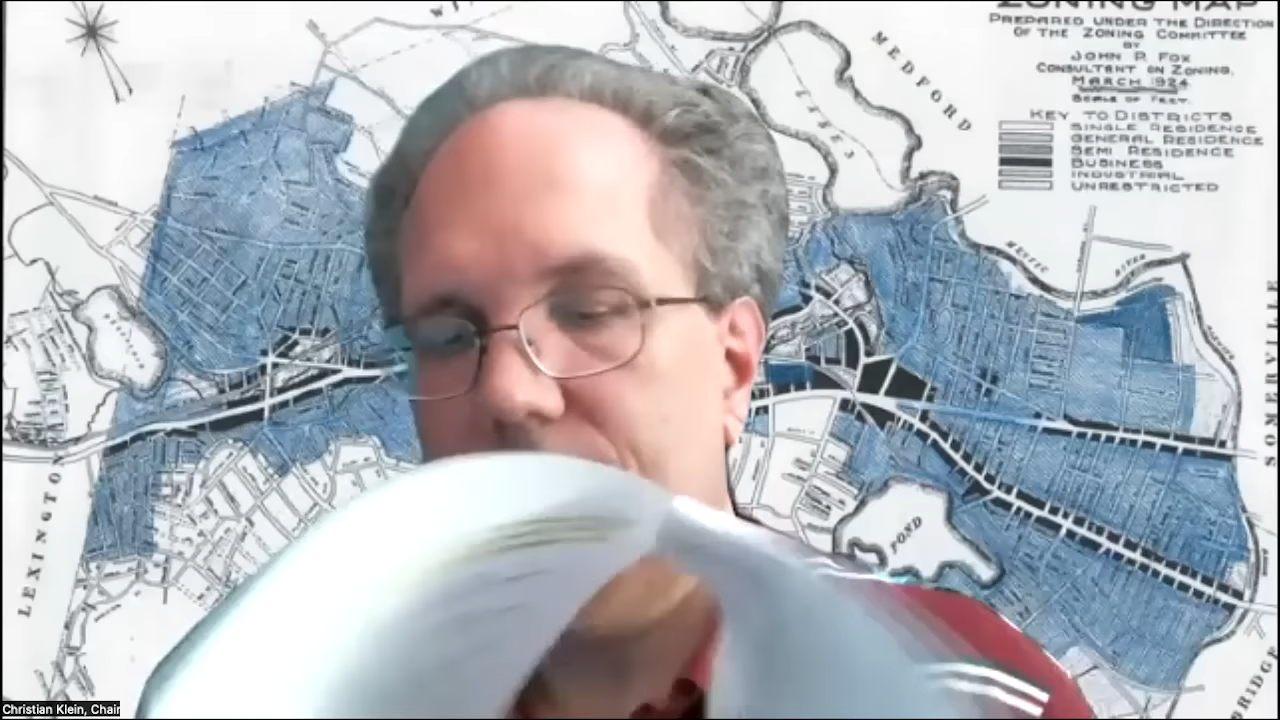 ZONING MAP
PREPARED UNDER THE DIRECTION
OF THE ZONING COMMITTEE
BY
JOHN P. FOX
CONSULTANT ON ZONING.
MARCH 1924
SCALE OF FEET.
KEY TO DISTRICTS
SINGLE RESIDENCE
GENERAL RESIDENCE
SEMI RESIDENCE
BUSINESS
INDUSTRIAL
UNRESTRICTED
MEDFORD
MYSTIC
RIVER
SOMERVILLE
LEXINGTON
POND
Christian Klein, Chair